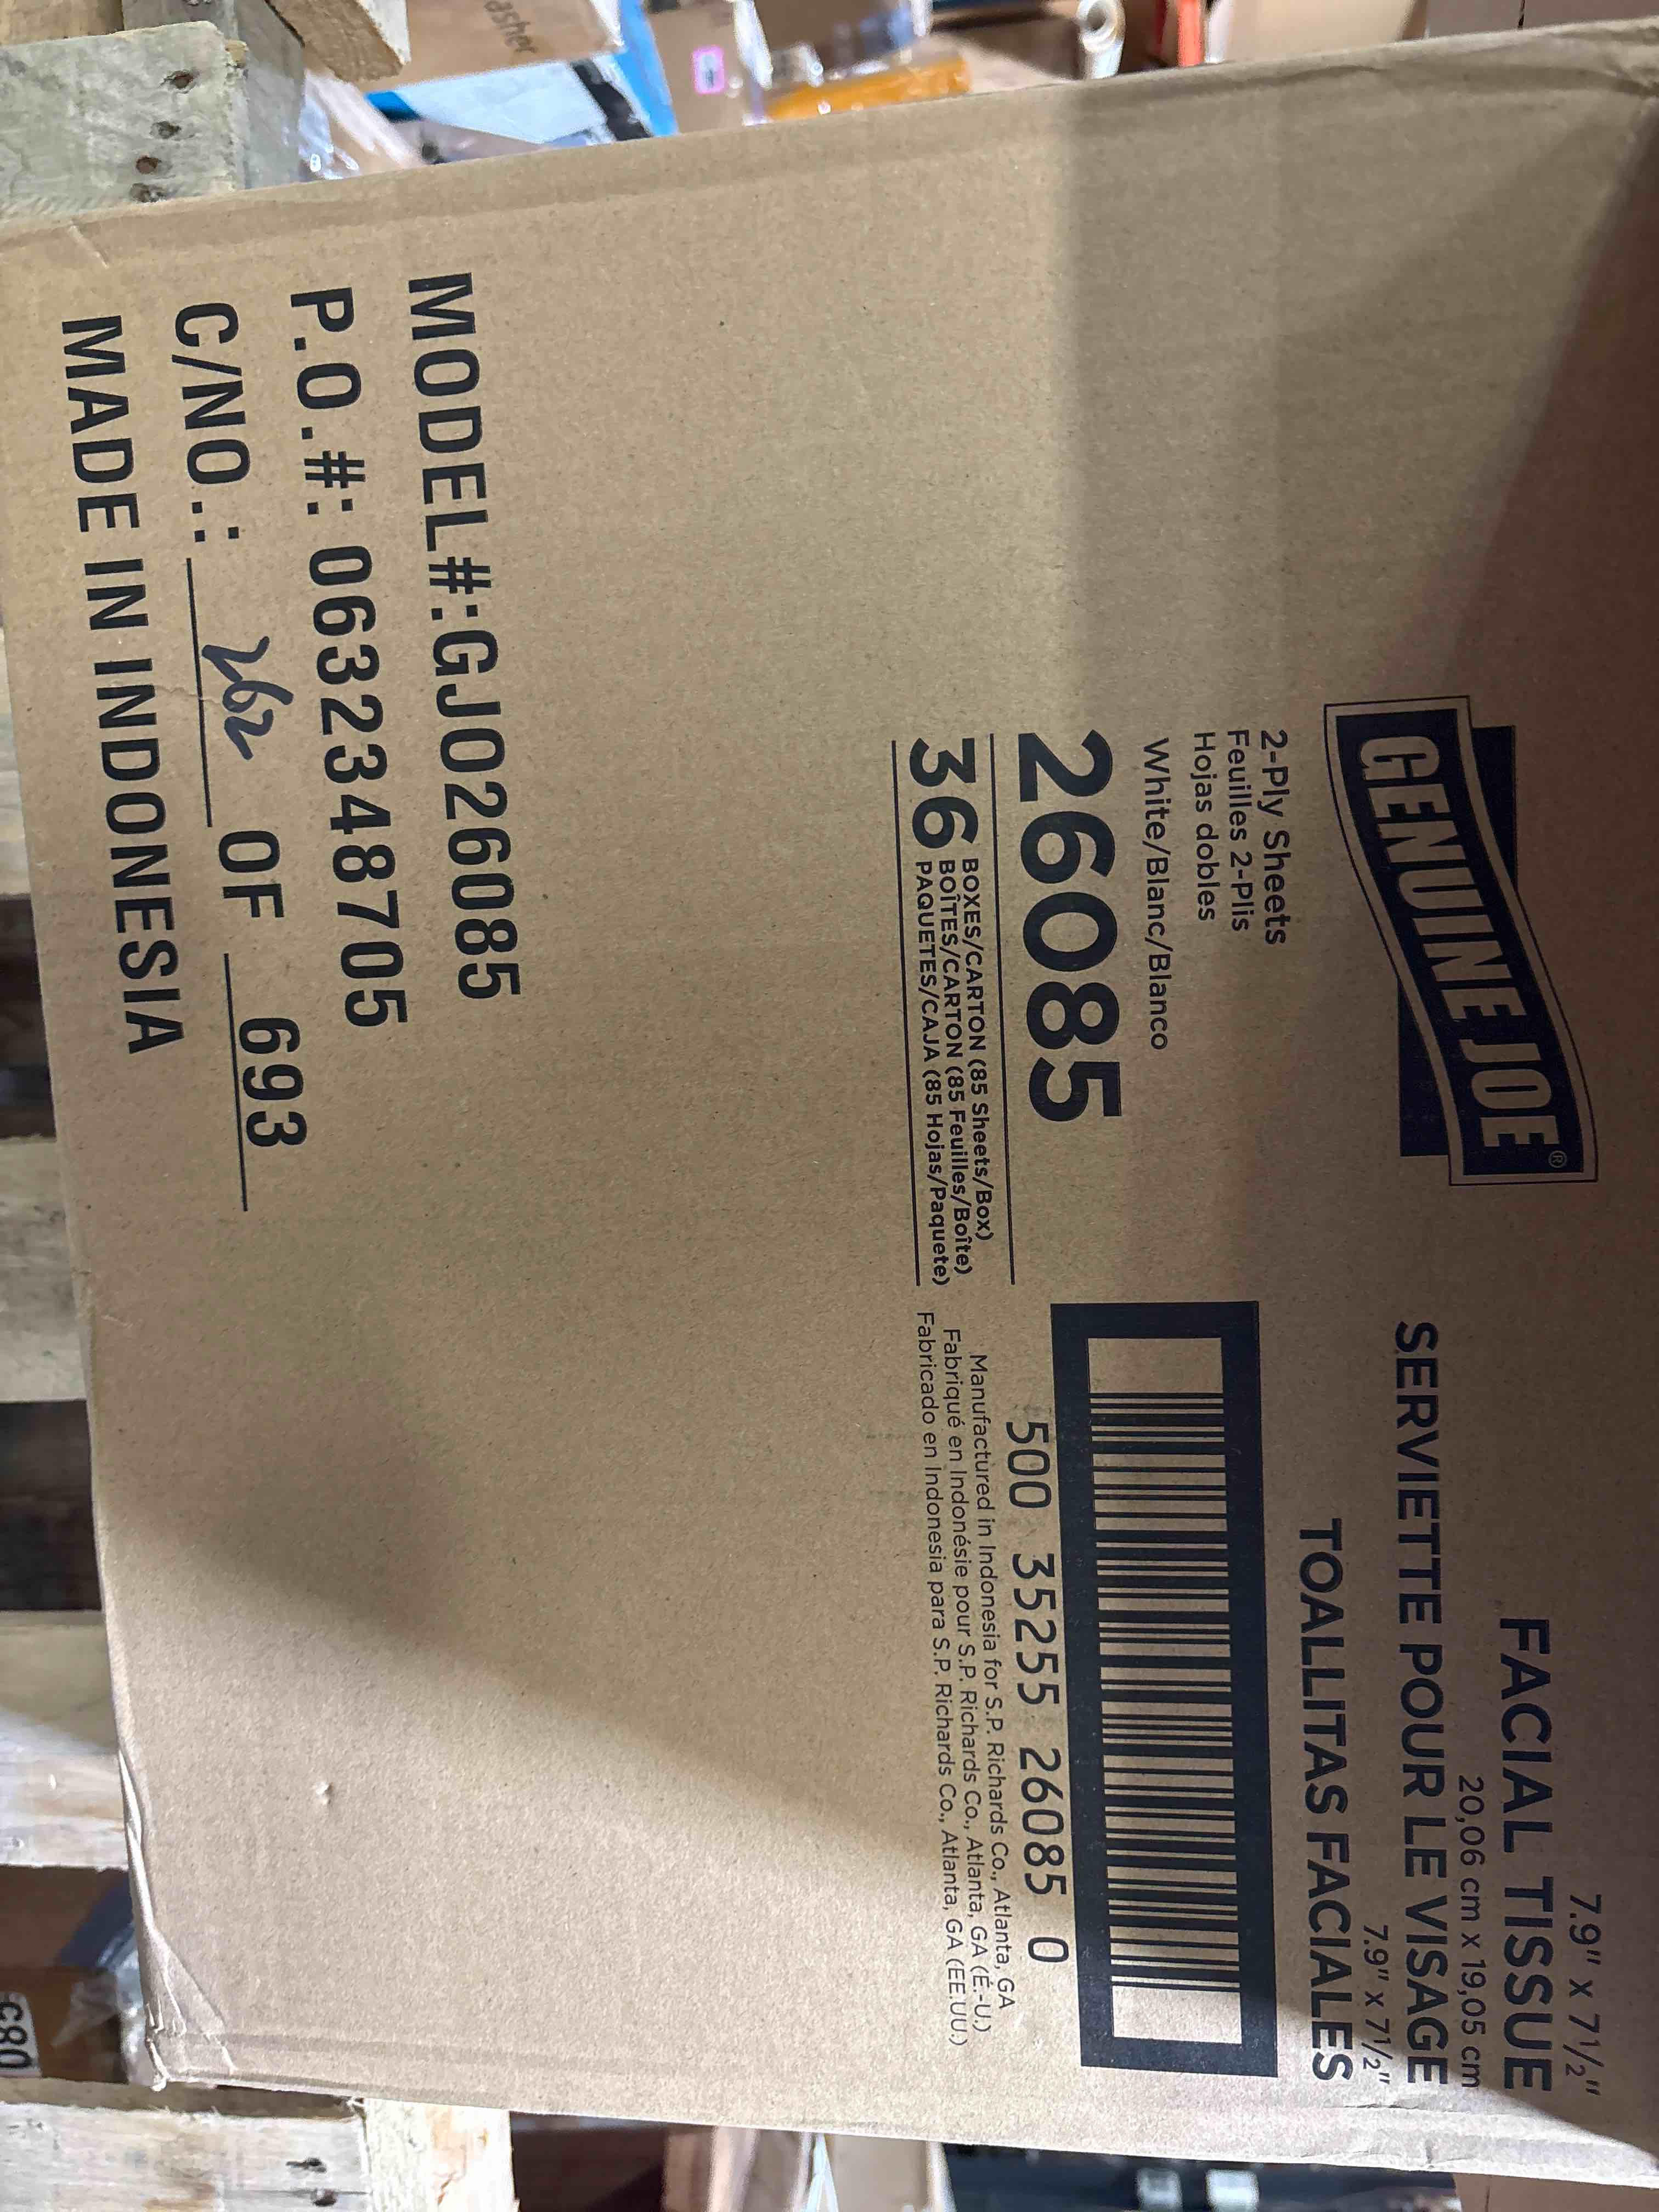 GENUINE JOE®
7.9" x 7 1/2"
FACIAL TISSUE
20,06 cm x 19,05 cm
SERVIETTE POUR LE VISAGE
7.9" x 7 1/2"
TOALLITAS FACIALES
2-Ply Sheets
Feuilles 2-Plis
Hojas dobles
White/Blanc/Blanco
26085
36 BOXES/CARTON (85 Sheets/Box)
BOÎTES/CARTON (85 Feuilles/Boîte)
PAQUETES/CAJA (85 Hojas/Paquete)
500 35255 26085 0
Manufactured in Indonesia for S.P. Richards Co., Atlanta, GA
Fabriqué en Indonésie pour S.P. Richards Co., Atlanta, GA (É.-U.)
Fabricado en Indonesia para S.P. Richards Co., Atlanta, GA (EE.UU.)
MODEL#:GJO26085
P.O.#: 0632348705
C/NO.: 262 OF 693
MADE IN INDONESIA
asher
C80